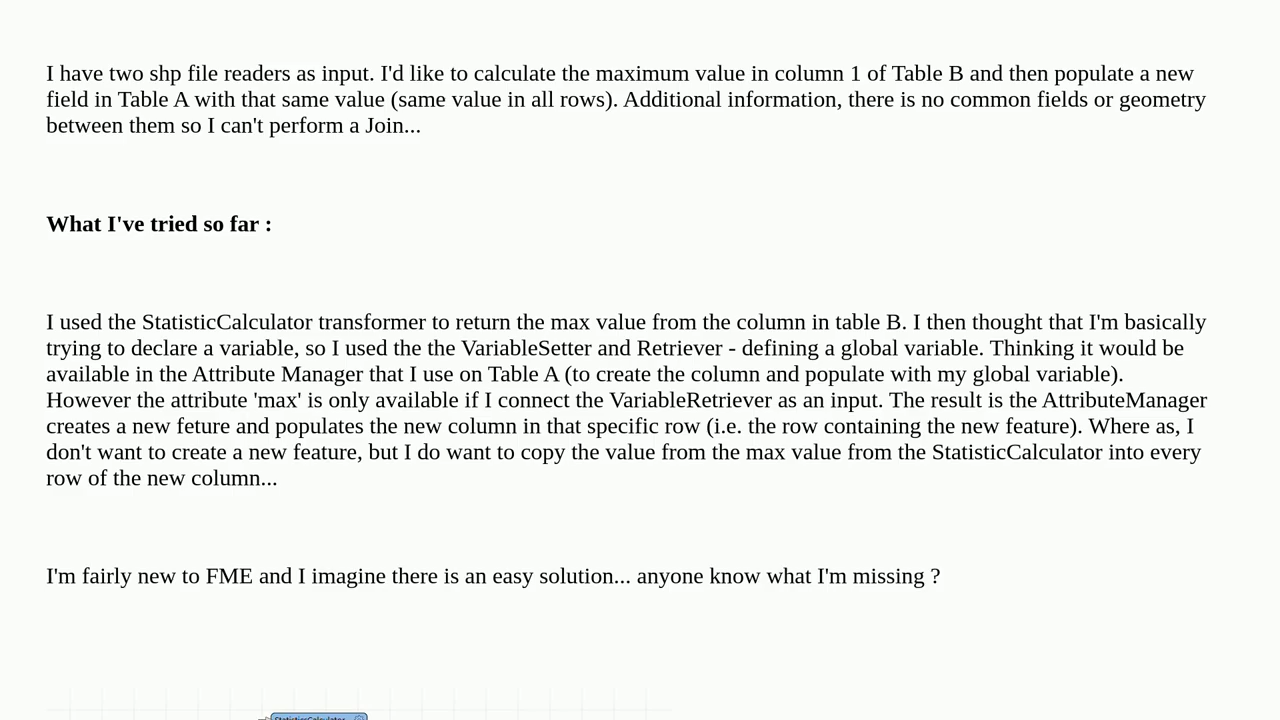 I have two shp file readers as input. I'd like to calculate the maximum value in column 1 of Table B and then populate a new
field in Table A with that same value (same value in all rows). Additional information, there is no common fields or geometry
between them so I can't perform a Join...
What I've tried so far :
I used the StatisticCalculator transformer to return the max value from the column in table B. I then thought that I'm basically
trying to declare a variable, so I used the the VariableSetter and Retriever - defining a global variable. Thinking it would be
available in the Attribute Manager that I use on Table A (to create the column and populate with my global variable).
However the attribute 'max' is only available if I connect the VariableRetriever as an input. The result is the AttributeManager
creates a new feture and populates the new column in that specific row (i.e. the row containing the new feature). Where as, I
don't want to create a new feature, but I do want to copy the value from the max value from the StatisticCalculator into every
row of the new column...
I'm fairly new to FME and I imagine there is an easy solution... anyone know what I'm missing ?
StatisticsCalculator